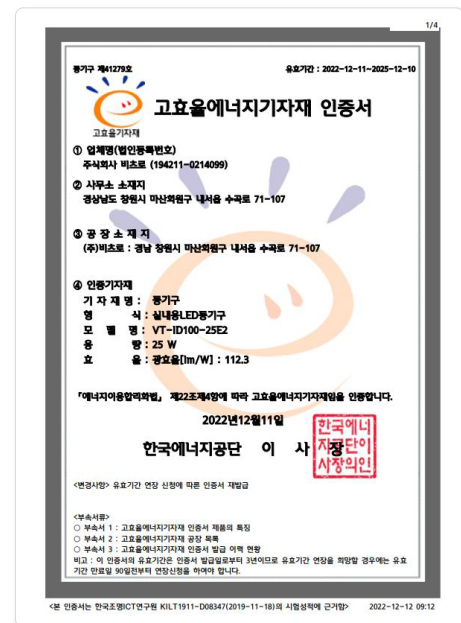 1/4
등기구 제41279호
유효기간 : 2022-12-11~2025-12-10
고효율기자재
고효율에너지기자재 인증서
① 업체명(법인등록번호)
주식회사 비츠로 (194211-0214099)
② 사무소 소재지
경상남도 창원시 마산회원구 내서읍 수곡로 71-107
③ 공 장 소 재 지
(주)비츠로 : 경남 창원시 마산회원구 내서읍 수곡로 71-107
④ 인증기자재
기 자 재 명 : 등기구
형 식 : 실내용LED등기구
모 델 명 : VT-ID100-25E2
용 량 : 25 W
효 율 : 광효율[lm/W] : 112.3
「에너지이용합리화법」 제22조제4항에 따라 고효율에너지기자재임을 인증합니다.
2022년12월11일
한국에너지공단 이 사 장
한국에너
지공단이
사장의인
<변경사항> 유효기간 연장 신청에 따른 인증서 재발급
<부속서류>
○ 부속서 1 : 고효율에너지기자재 인증서 제품의 특징
○ 부속서 2 : 고효율에너지기자재 공장 목록
○ 부속서 3 : 고효율에너지기자재 인증서 발급 이력 현황
비고 : 이 인증서의 유효기간은 인증서 발급일로부터 3년이므로 유효기간 연장을 희망할 경우에는 유효
기간 만료일 90일전부터 연장신청을 하여야 합니다.
<본 인증서는 한국조명ICT연구원 KILT1911-D08347(2019-11-18)의 시험성적에 근거함>
2022-12-12 09:12